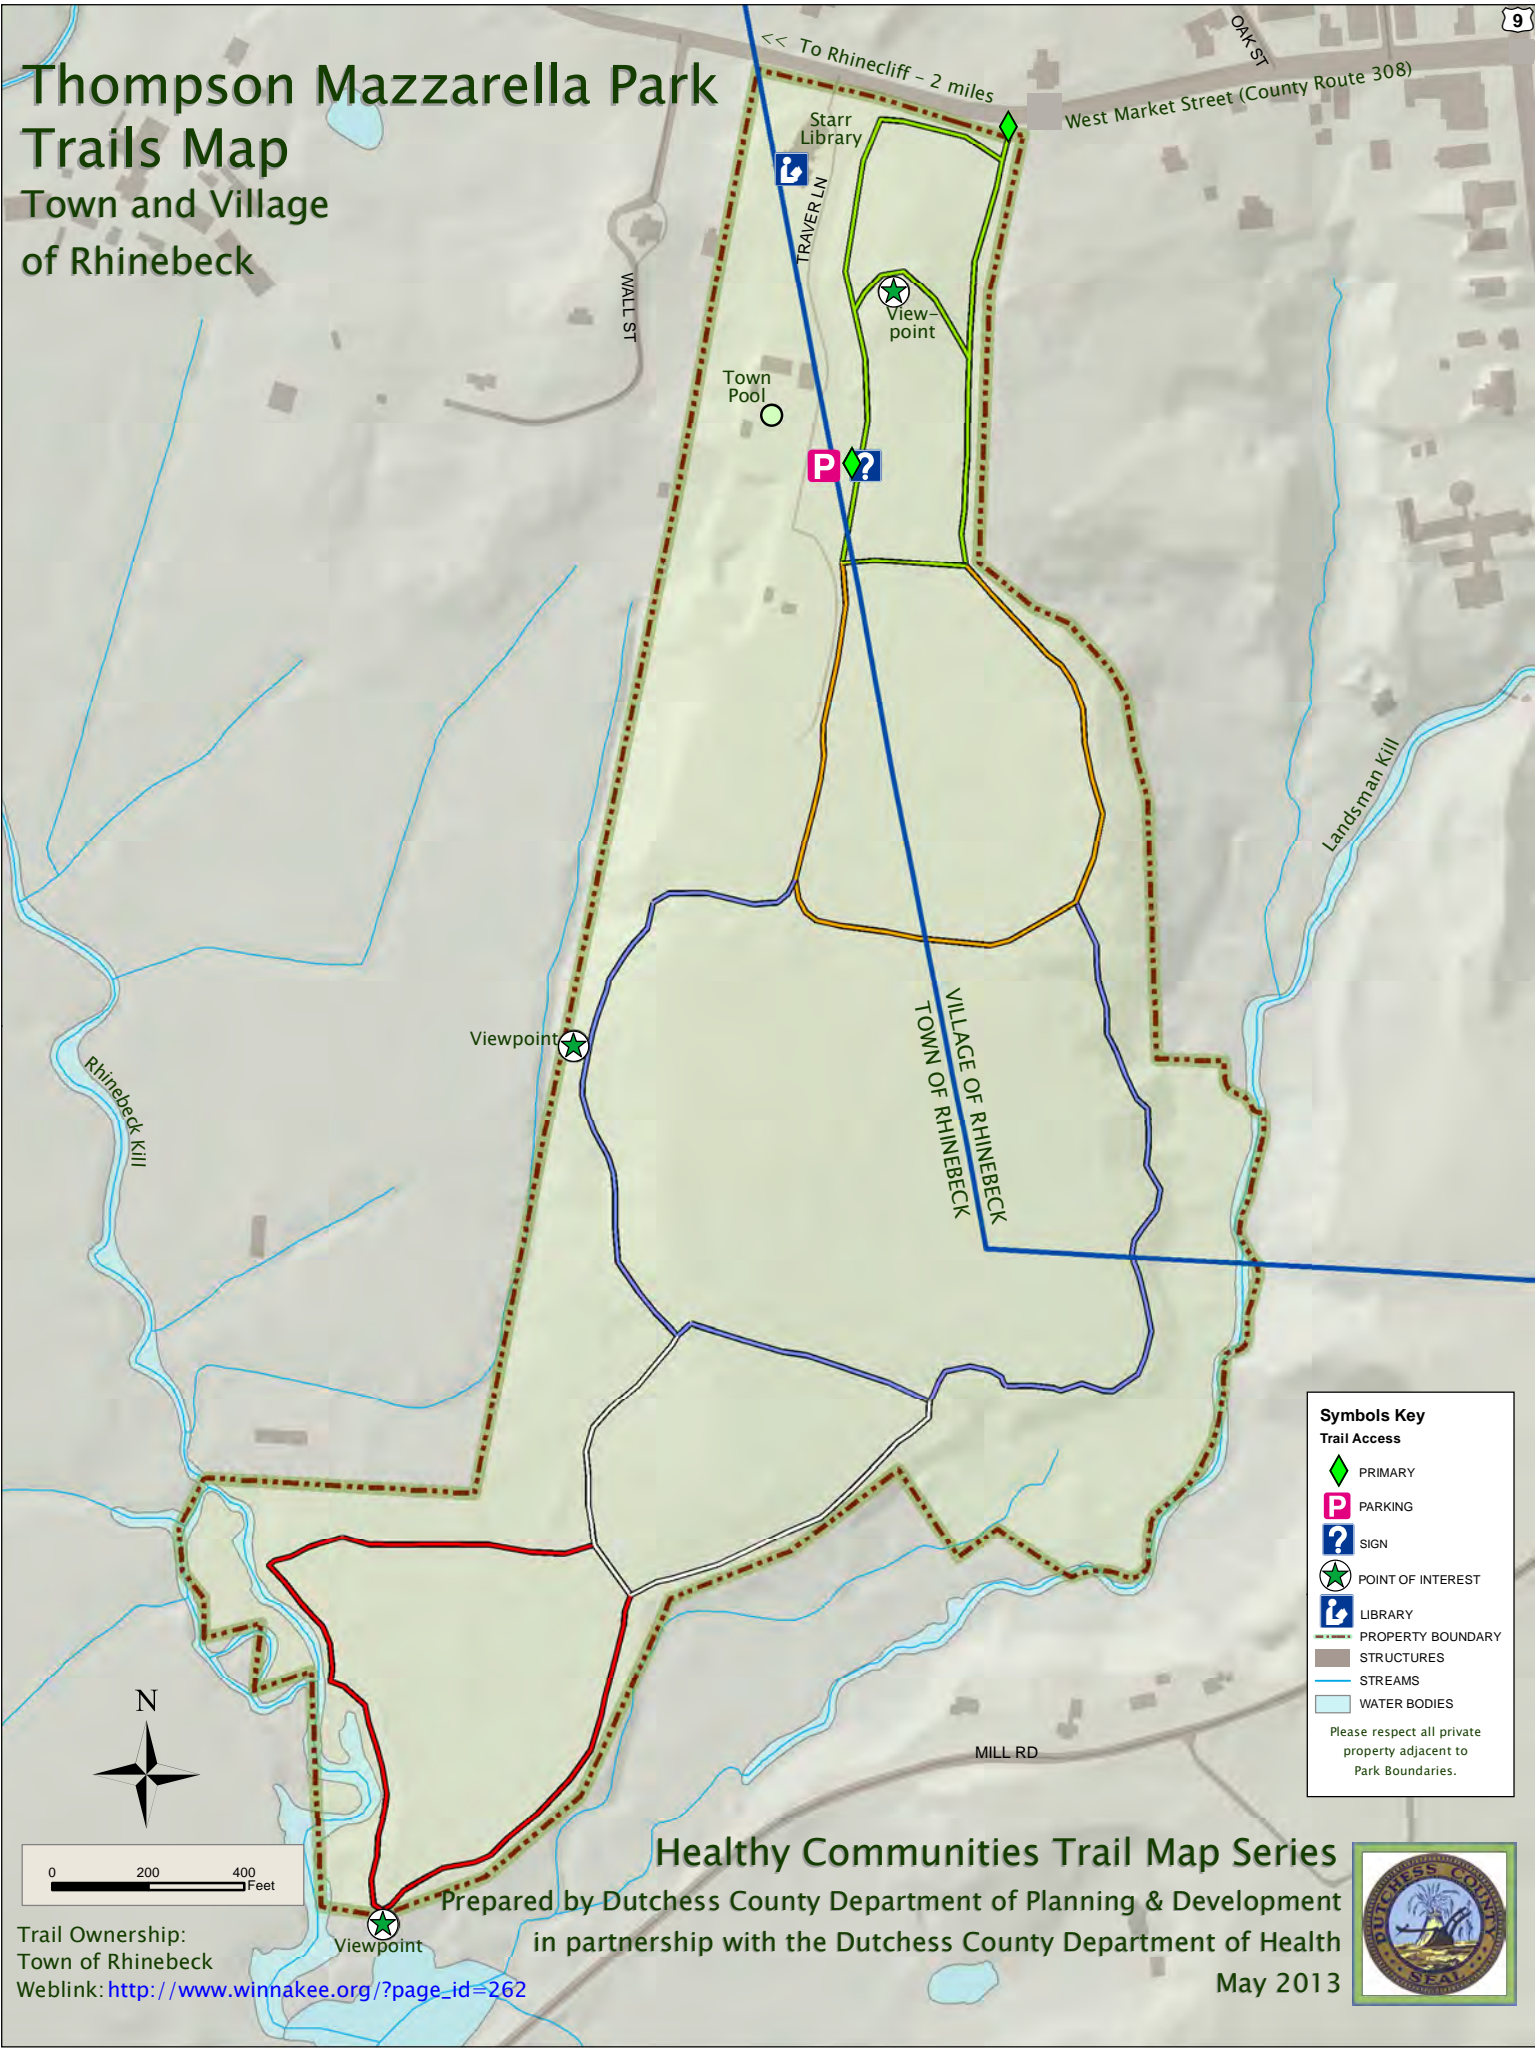 Thompson Mazzarella Park
Trails Map
Town and Village
of Rhinebeck
<< To Rhinecliff - 2 miles
West Market Street (County Route 308)
OAK ST
9
Starr
Library
TRAVER LN
WALL ST
View-
point
Town
Pool
P
?
Landsman Kill
Viewpoint
VILLAGE OF RHINEBECK
TOWN OF RHINEBECK
Rhinebeck Kill
Symbols Key
Trail Access
PRIMARY
P PARKING
? SIGN
POINT OF INTEREST
LIBRARY
PROPERTY BOUNDARY
STRUCTURES
STREAMS
WATER BODIES
Please respect all private
property adjacent to
Park Boundaries.
N
MILL RD
0 200 400
Feet
Viewpoint
Trail Ownership:
Town of Rhinebeck
Weblink: http://www.winnakee.org/?page_id=262
Healthy Communities Trail Map Series
Prepared by Dutchess County Department of Planning & Development
in partnership with the Dutchess County Department of Health
May 2013
DUTCHESS COUNTY
SEAL